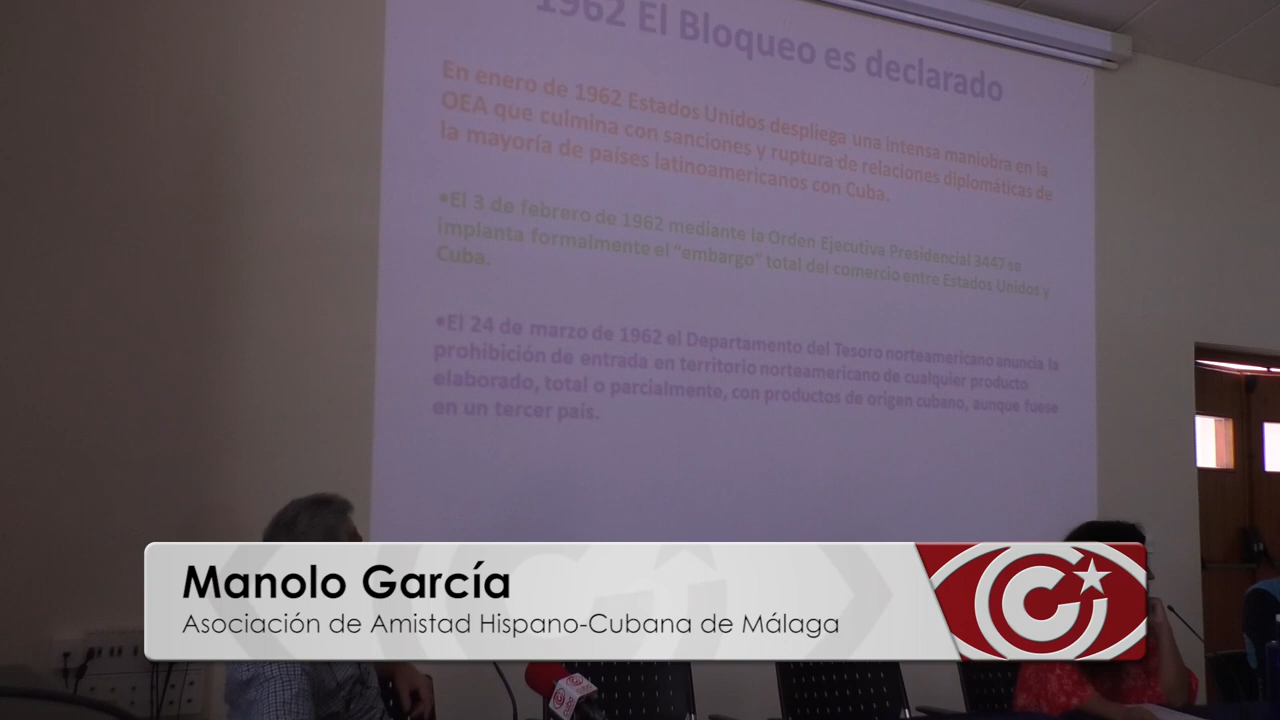 1962 El Bloqueo es declarado
En enero de 1962 Estados Unidos despliega una intensa maniobra en la
OEA que culmina con sanciones y ruptura de relaciones diplomáticas de
la mayoría de países latinoamericanos con Cuba.
•El 3 de febrero de 1962 mediante la Orden Ejecutiva Presidencial 3447 se
implanta formalmente el “embargo” total del comercio entre Estados Unidos y
Cuba.
•El 24 de marzo de 1962 el Departamento del Tesoro norteamericano anuncia la
prohibición de entrada en territorio norteamericano de cualquier producto
elaborado, total o parcialmente, con productos de origen cubano, aunque fuese
en un tercer país.
Manolo García
Asociación de Amistad Hispano-Cubana de Málaga